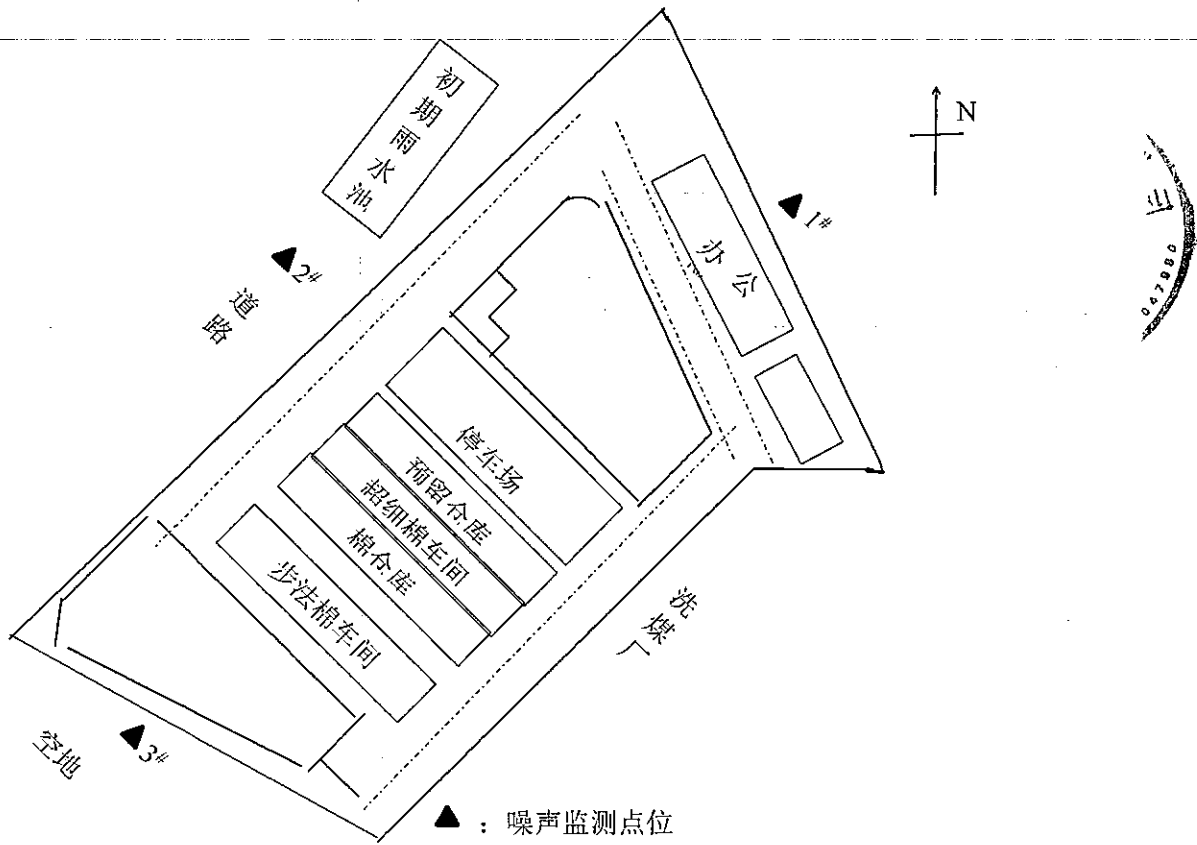 初期雨水池
N
1#
山
047980
办公
2#
道路
停车场
预留仓库
超细棉车间
棉仓库
步法棉车间
洗煤厂
空地
3#
▲：噪声监测点位